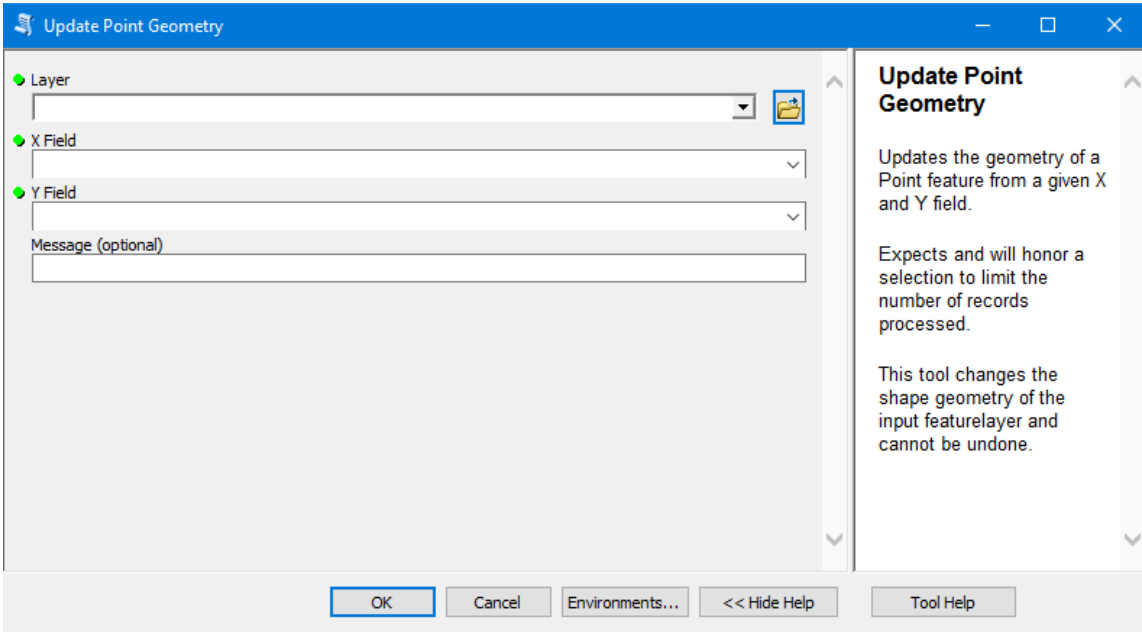 Update Point Geometry
Layer
X Field
Y Field
Message (optional)
Update Point
Geometry
Updates the geometry of a
Point feature from a given X
and Y field.
Expects and will honor a
selection to limit the
number of records
processed.
This tool changes the
shape geometry of the
input featurelayer and
cannot be undone.
OK
Cancel
Environments...
<< Hide Help
Tool Help